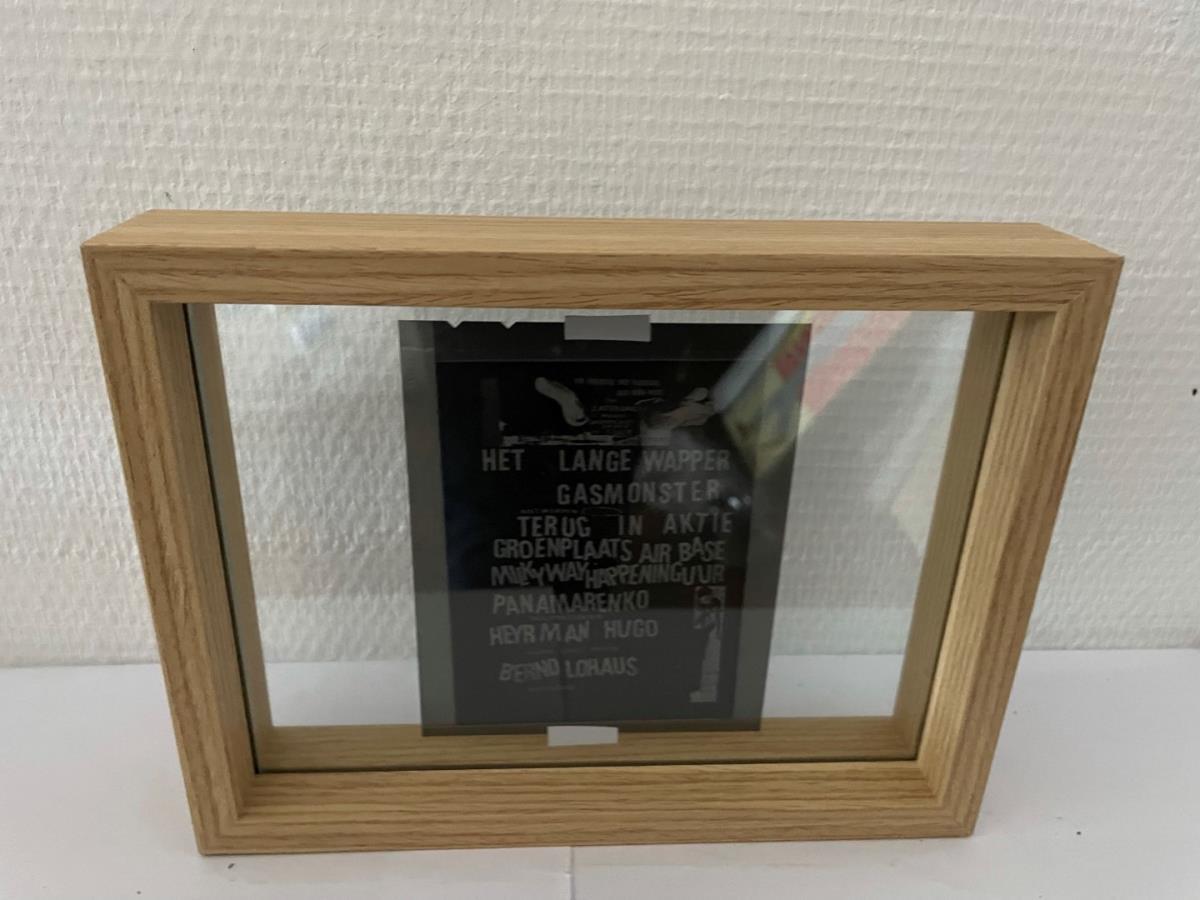 HET LANGE WAPPER
GASMONSTER
TERUG IN AKTIE
GROENPLAATS AIR BASE
MILKYWAY HAPPENINGUUR
PANAMARENKO
HEYRMAN HUGO
BERND LOHAUS